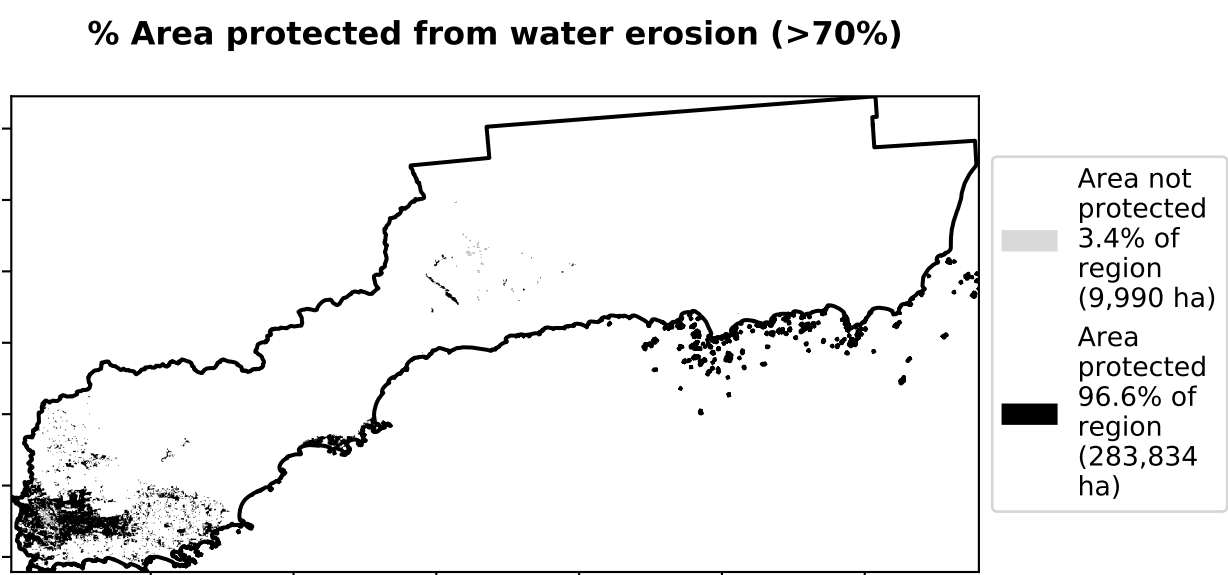 % Area protected from water erosion (>70%)
Area not
protected
3.4% of
region
(9,990 ha)
Area
protected
96.6% of
region
(283,834
ha)